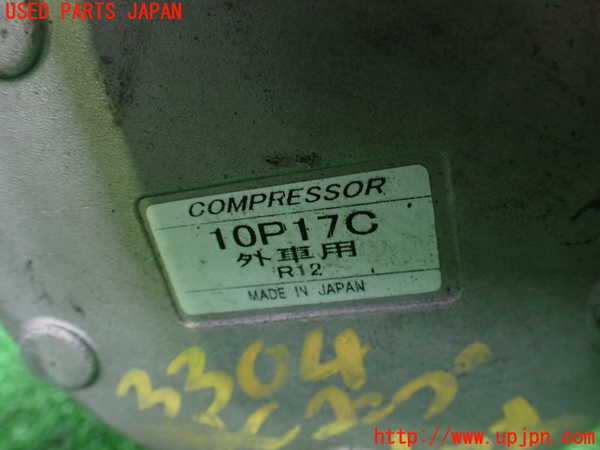 USED PARTS JAPAN
COMPRESSOR
10P17C
外車用
R12
MADE IN JAPAN
3304
http://www.upjpn.com